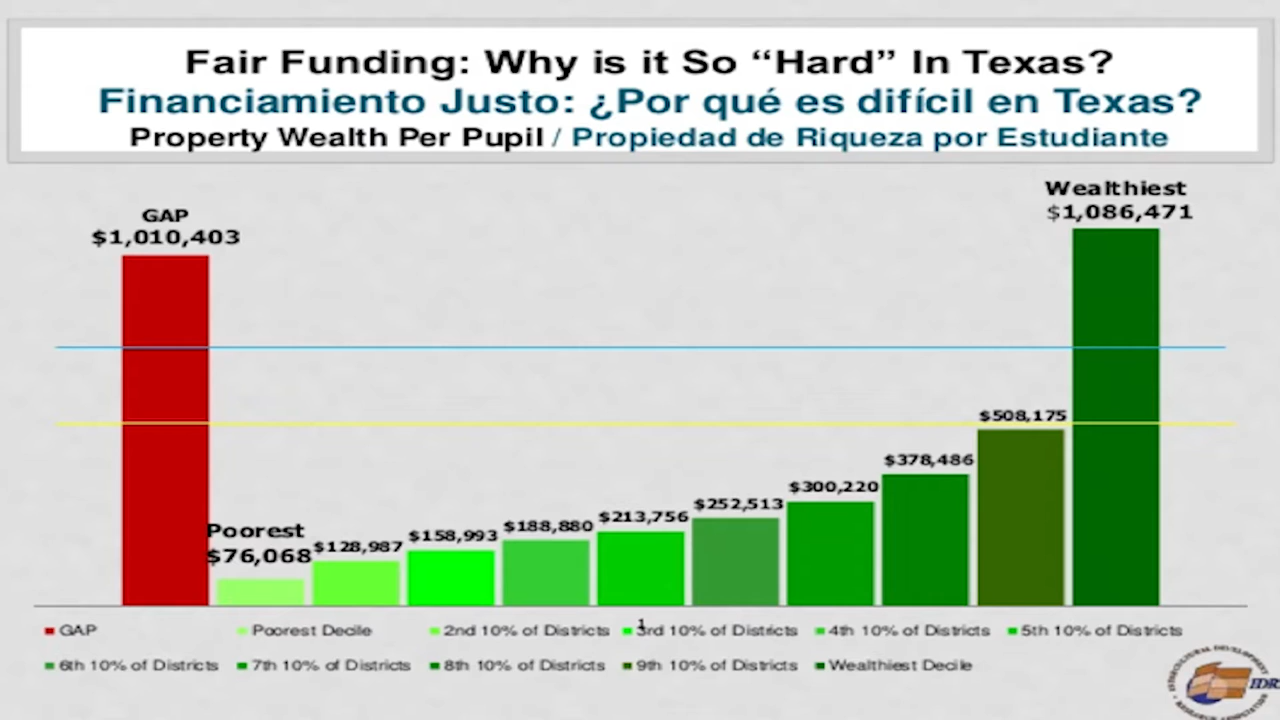 Fair Funding: Why is it So “Hard” In Texas?
Financiamiento Justo: ¿Por qué es difícil en Texas?
Property Wealth Per Pupil / Propiedad de Riqueza por Estudiante
GAP
$1,010,403
Poorest
$76,068
$128,987
$158,993
$188,880
$213,756
$252,513
$300,220
$378,486
$508,175
Wealthiest
$1,086,471
1
GAP
Poorest Decile
2nd 10% of Districts
3rd 10% of Districts
4th 10% of Districts
5th 10% of Districts
6th 10% of Districts
7th 10% of Districts
8th 10% of Districts
9th 10% of Districts
Wealthiest Decile